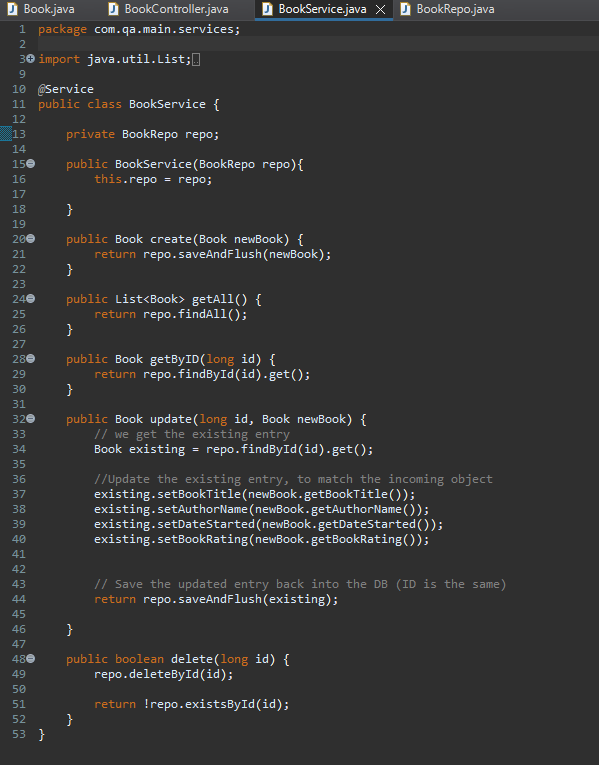 Book.java BookController.java BookService.java BookRepo.java
1 package com.qa.main.services;
2
3 import java.util.List;
9
10 @Service
11 public class BookService {
12
13 private BookRepo repo;
14
15 public BookService(BookRepo repo){
16 this.repo = repo;
17
18 }
19
20 public Book create(Book newBook) {
21 return repo.saveAndFlush(newBook);
22 }
23
24 public List<Book> getAll() {
25 return repo.findAll();
26 }
27
28 public Book getByID(long id) {
29 return repo.findById(id).get();
30 }
31
32 public Book update(long id, Book newBook) {
33 // we get the existing entry
34 Book existing = repo.findById(id).get();
35
36 //Update the existing entry, to match the incoming object
37 existing.setBookTitle(newBook.getBookTitle());
38 existing.setAuthorName(newBook.getAuthorName());
39 existing.setDateStarted(newBook.getDateStarted());
40 existing.setBookRating(newBook.getBookRating());
41
42
43 // Save the updated entry back into the DB (ID is the same)
44 return repo.saveAndFlush(existing);
45
46 }
47
48 public boolean delete(long id) {
49 repo.deleteById(id);
50
51 return !repo.existsById(id);
52 }
53 }